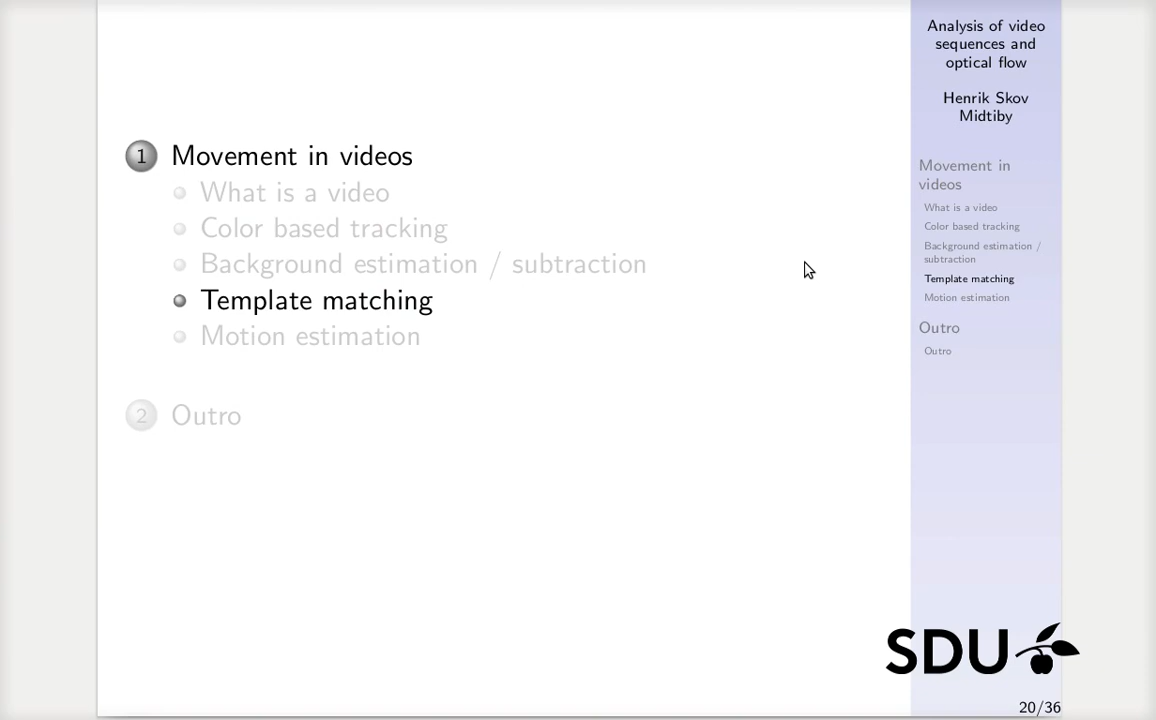 1 Movement in videos
What is a video
Color based tracking
Background estimation / subtraction
Template matching
Motion estimation
2 Outro
Analysis of video
sequences and
optical flow
Henrik Skov
Midtiby
Movement in
videos
What is a video
Color based tracking
Background estimation /
subtraction
Template matching
Motion estimation
Outro
Outro
SDU
20/36